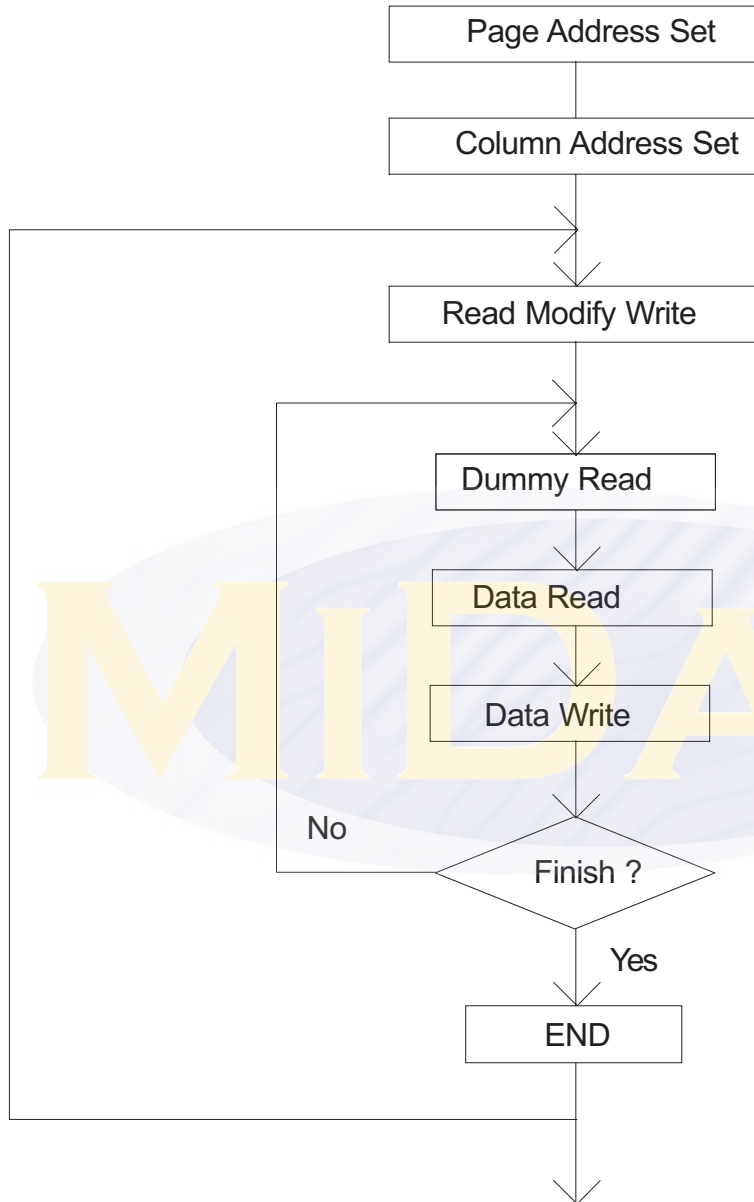 Page Address Set
Column Address Set
Read Modify Write
Dummy Read
Data Read
Data Write
No
Finish ?
Yes
END
MIDA